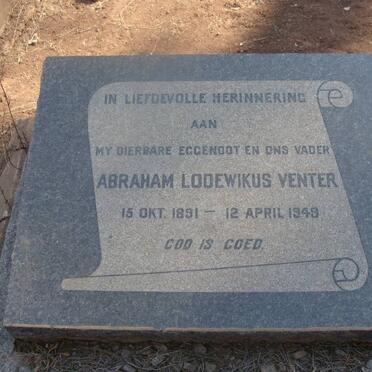 IN LIEFDEVOLLE HERINNERING
AAN
MY DIERBARE EGGENOOT EN ONS VADER
ABRAHAM LODEWIKUS VENTER
15 OKT. 1891 — 12 APRIL 1949
GOD IS GOED.